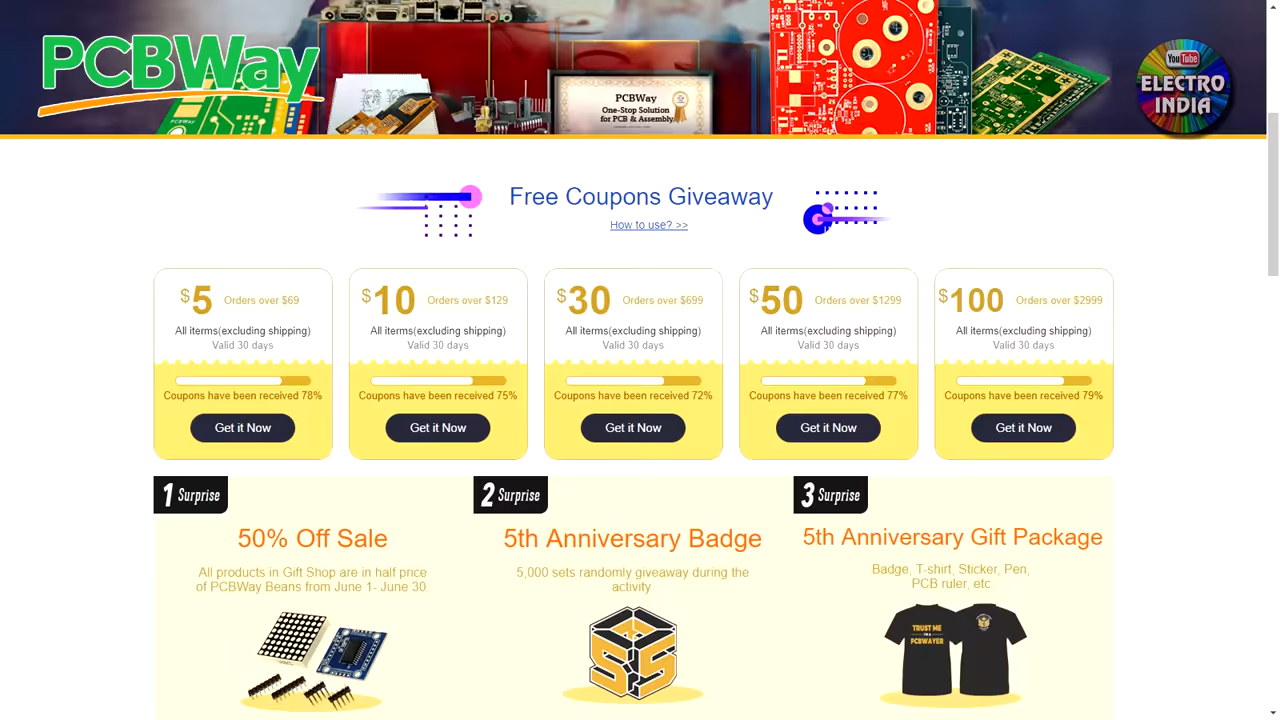 PCBWay
PCBWay
One-Stop Solution
for PCB & Assembly
You Tube
ELECTRO
INDIA
Free Coupons Giveaway
How to use? >>
$5 Orders over $69
All iterms(excluding shipping)
Valid 30 days
Coupons have been received 78%
Get it Now
$10 Orders over $129
All iterms(excluding shipping)
Valid 30 days
Coupons have been received 75%
Get it Now
$30 Orders over $699
All iterms(excluding shipping)
Valid 30 days
Coupons have been received 72%
Get it Now
$50 Orders over $1299
All iterms(excluding shipping)
Valid 30 days
Coupons have been received 77%
Get it Now
$100 Orders over $2999
All iterms(excluding shipping)
Valid 30 days
Coupons have been received 79%
Get it Now
1 Surprise
50% Off Sale
All products in Gift Shop are in half price
of PCBWay Beans from June 1- June 30
2 Surprise
5th Anniversary Badge
5,000 sets randomly giveaway during the
activity
3 Surprise
5th Anniversary Gift Package
Badge, T-shirt, Sticker, Pen,
PCB ruler, etc
TRUST ME
I'M A
PCBWAYER